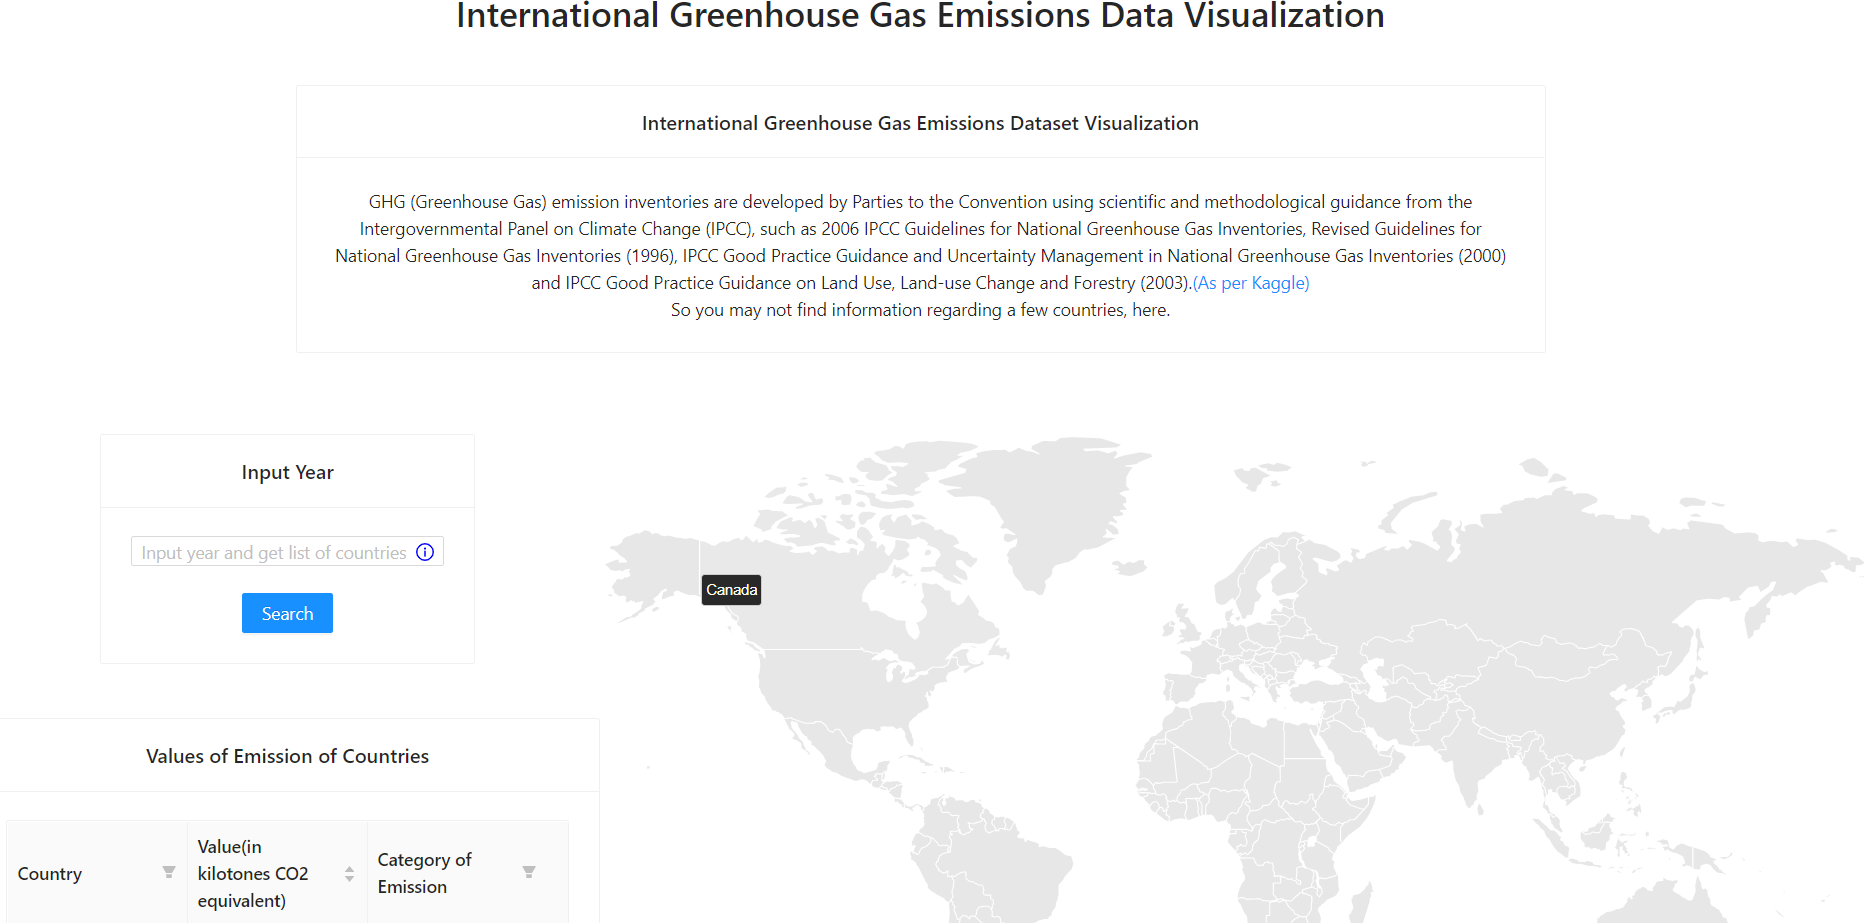 International Greenhouse Gas Emissions Data Visualization
International Greenhouse Gas Emissions Dataset Visualization
GHG (Greenhouse Gas) emission inventories are developed by Parties to the Convention using scientific and methodological guidance from the
Intergovernmental Panel on Climate Change (IPCC), such as 2006 IPCC Guidelines for National Greenhouse Gas Inventories, Revised Guidelines for
National Greenhouse Gas Inventories (1996), IPCC Good Practice Guidance and Uncertainty Management in National Greenhouse Gas Inventories (2000)
and IPCC Good Practice Guidance on Land Use, Land-use Change and Forestry (2003).(As per Kaggle)
So you may not find information regarding a few countries, here.
Input Year
Input year and get list of countries
Search
Canada
Values of Emission of Countries
Country
Value(in
kilotones CO2
equivalent)
Category of
Emission